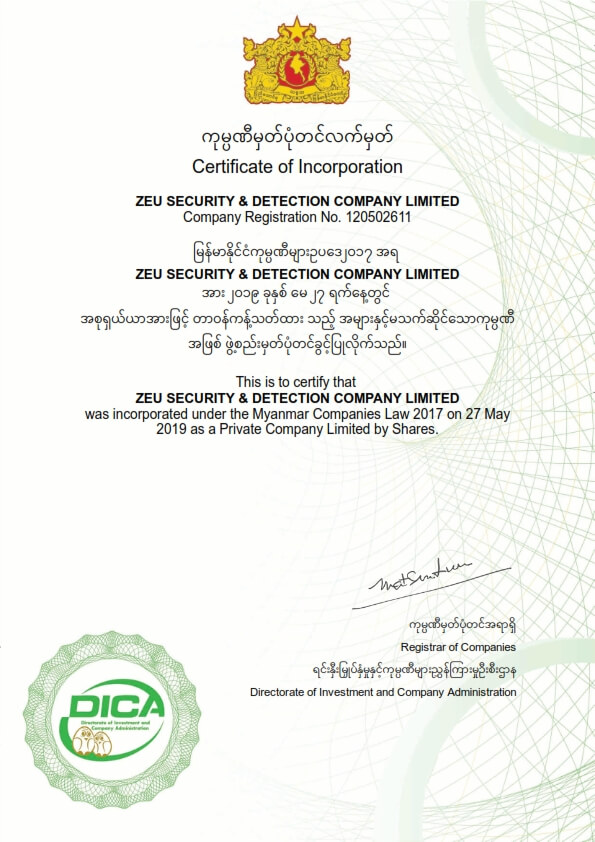 ကုမ္ပဏီမှတ်ပုံတင်လက်မှတ်
Certificate of Incorporation
ZEU SECURITY & DETECTION COMPANY LIMITED
Company Registration No. 120502611
မြန်မာနိုင်ငံကုမ္ပဏီများဥပဒေ၂၀၁၇ အရ
ZEU SECURITY & DETECTION COMPANY LIMITED
အား၂၀၁၉ ခုနှစ် မေ၂၇ ရက်နေ့တွင်
အစုရှယ်ယာအားဖြင့် တာဝန်ကန့်သတ်ထား သည့် အများနှင့်မသက်ဆိုင်သောကုမ္ပဏီ
အဖြစ် ဖွဲ့စည်းမှတ်ပုံတင်ခွင့်ပြုလိုက်သည်။
This is to certify that
ZEU SECURITY & DETECTION COMPANY LIMITED
was incorporated under the Myanmar Companies Law 2017 on 27 May
2019 as a Private Company Limited by Shares.
ကုမ္ပဏီမှတ်ပုံတင်အရာရှိ
Registrar of Companies
ရင်းနှီးမြှုပ်နှံမှုနှင့်ကုမ္ပဏီများညွှန်ကြားမှုဦးစီးဌာန
Directorate of Investment and Company Administration
DICA
Directorate of Investment and
Company Administration